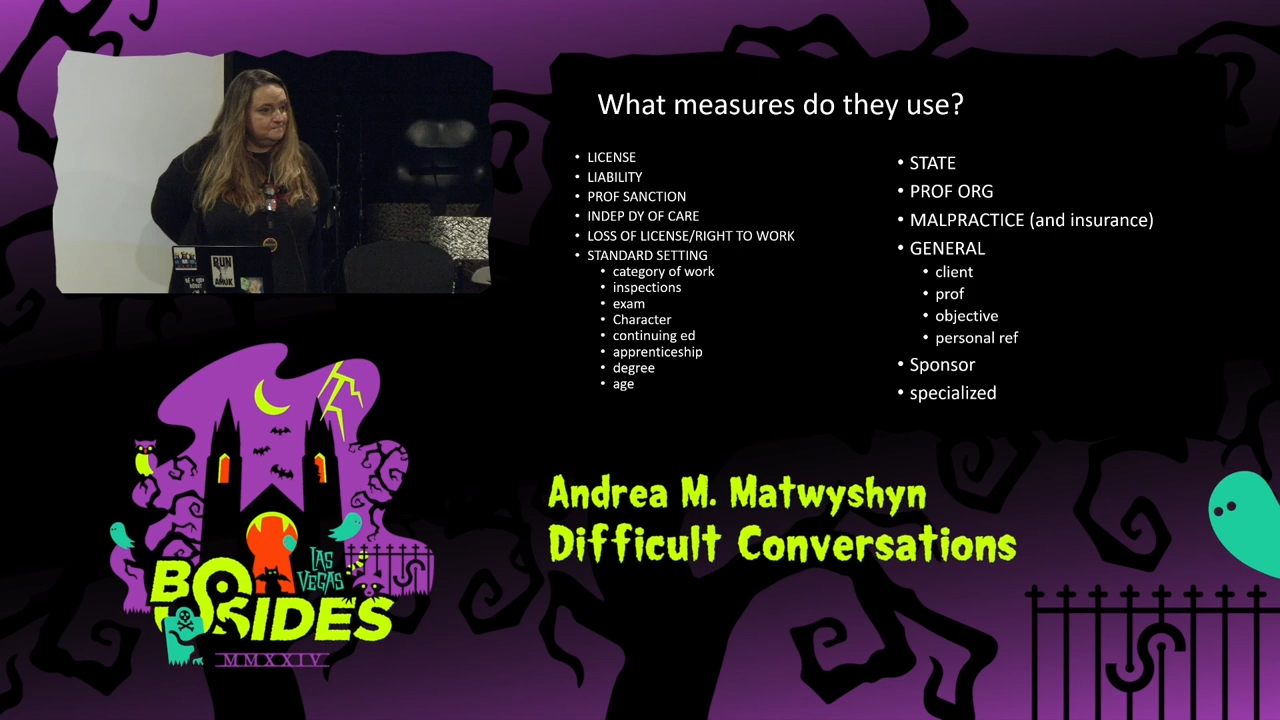 What measures do they use?
• LICENSE
• LIABILITY
• PROF SANCTION
• INDEP DY OF CARE
• LOSS OF LICENSE/RIGHT TO WORK
• STANDARD SETTING
• category of work
• inspections
• exam
• Character
• continuing ed
• apprenticeship
• degree
• age
• STATE
• PROF ORG
• MALPRACTICE (and insurance)
• GENERAL
• client
• prof
• objective
• personal ref
• Sponsor
• specialized
RUN
AMOK
Andrea M. Matwyshyn
Difficult Conversations
LAS
VEGAS
BSIDES
MMXXIV